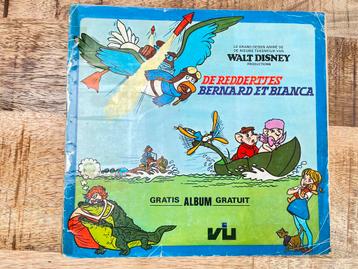 LE GRAND DESSIN ANIMÉ DE
DE NIEUWE TEKENFILM VAN
WALT DISNEY
PRODUCTIONS
DE REDDERTJES
BERNARD ET BIANCA
GRATIS ALBUM GRATUIT